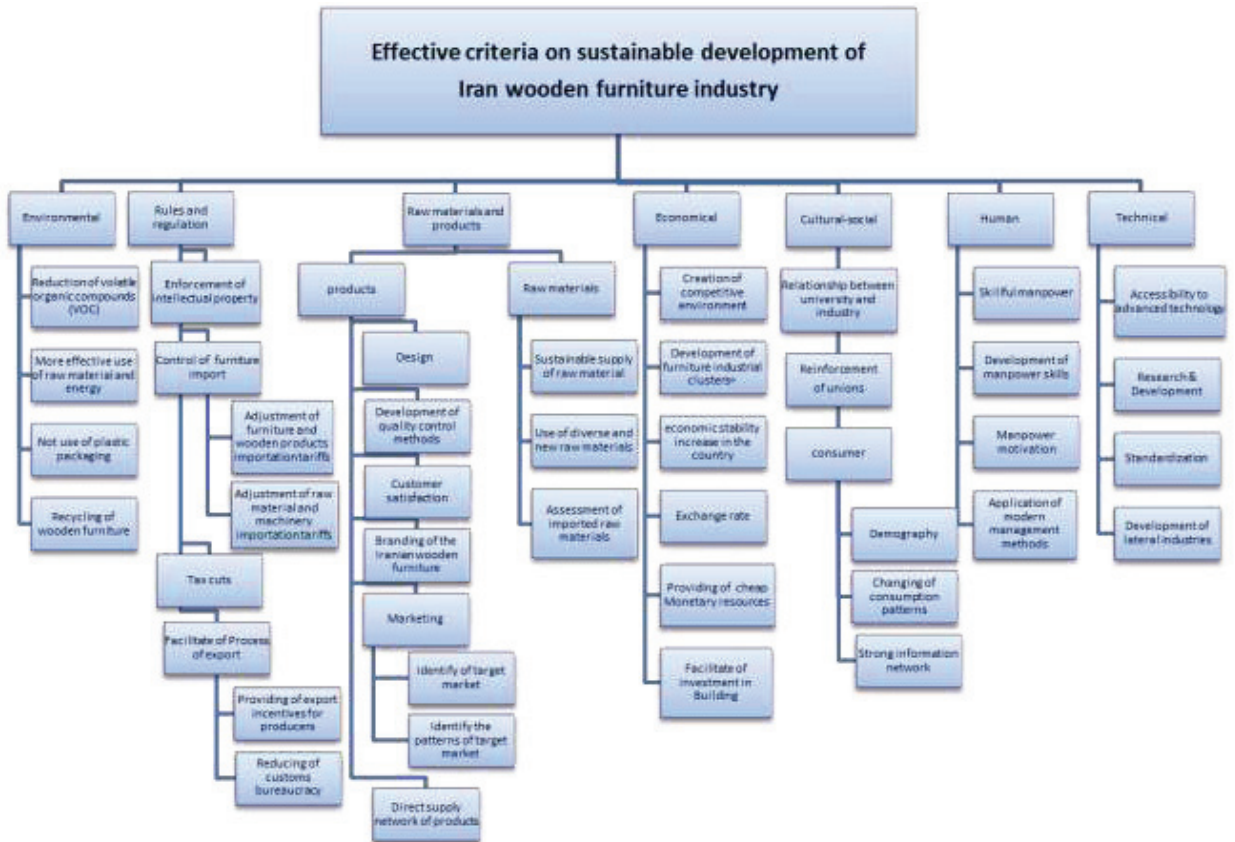 Effective criteria on sustainable development of
Iran wooden furniture industry
Environmental
Reduction of volatile
organic compounds
(VOC)
More effective use
of raw material and
energy
Not use of plastic
packaging
Recycling of
wooden furniture
Rules and
regulation
Enforcement of
intellectual property
Control of furniture
import
Adjustment of
furniture and
wooden products
importation tariffs
Adjustment of raw
material and
machinery
importation tariffs
Tax cuts
Facilitate of Process
of export
Providing of export
incentives for
producers
Reducing of
customs
bureaucracy
Raw materials and
products
products
Design
Development of
quality control
methods
Customer
satisfaction
Branding of the
Iranian wooden
furniture
Marketing
Identify of target
market
Identify the
patterns of target
market
Direct supply
network of products
Raw materials
Sustainable supply
of raw material
Use of diverse and
new raw materials
Assessment of
imported raw
materials
Economical
Creation of
competitive
environment
Development of
furniture industrial
clusters
economic stability
increase in the
country
Exchange rate
Providing of cheap
Monetary resources
Facilitate of
investment in
Building
Cultural-social
Relationship between
university and
industry
Reinforcement
of unions
consumer
Demography
Changing of
consumption
patterns
Strong information
network
Human
Skillful manpower
Development of
manpower skills
Manpower
motivation
Application of
modern
management
methods
Technical
Accessibility to
advanced technology
Research &
Development
Standardization
Development of
lateral industries